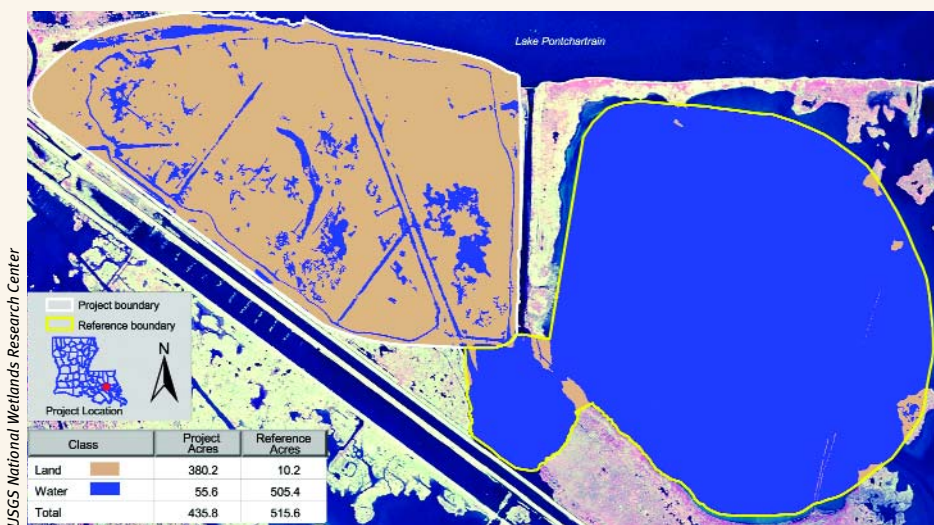 Lake Pontchartrain
USGS National Wetlands Research Center
Project boundary
Reference boundary
N
Project Location
Class Project Acres Reference Acres
Land 380.2 10.2
Water 55.6 505.4
Total 435.8 515.6